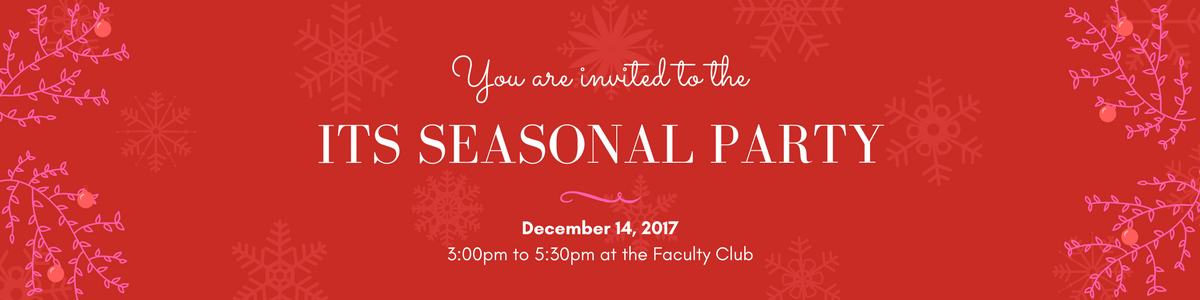 You are invited to the
ITS SEASONAL PARTY
December 14, 2017
3:00pm to 5:30pm at the Faculty Club